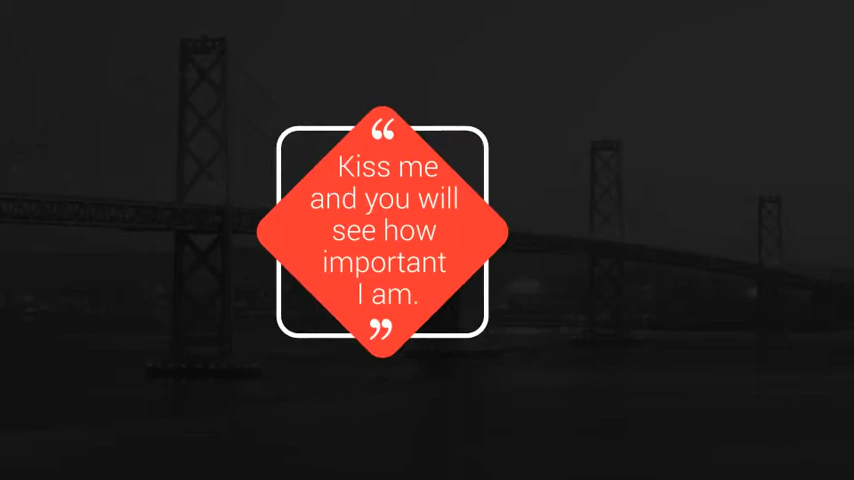 “
Kiss me
and you will
see how
important
I am.
”